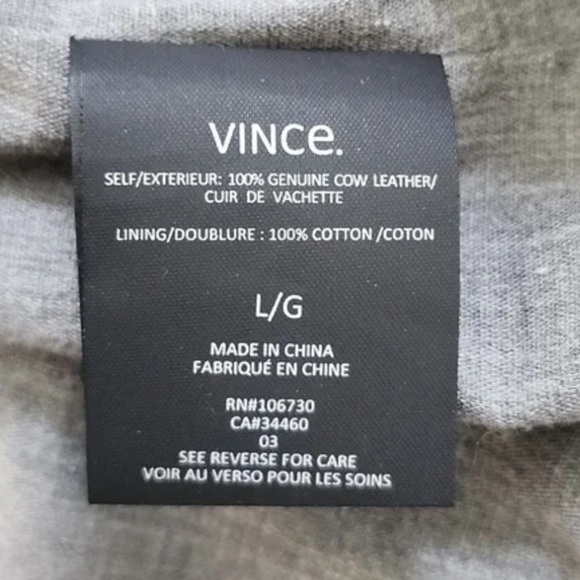 VINCe.
SELF/EXTERIEUR: 100% GENUINE COW LEATHER/
CUIR DE VACHETTE
LINING/DOUBLURE : 100% COTTON /COTON
L/G
MADE IN CHINA
FABRIQUÉ EN CHINE
RN#106730
CA#34460
03
SEE REVERSE FOR CARE
VOIR AU VERSO POUR LES SOINS